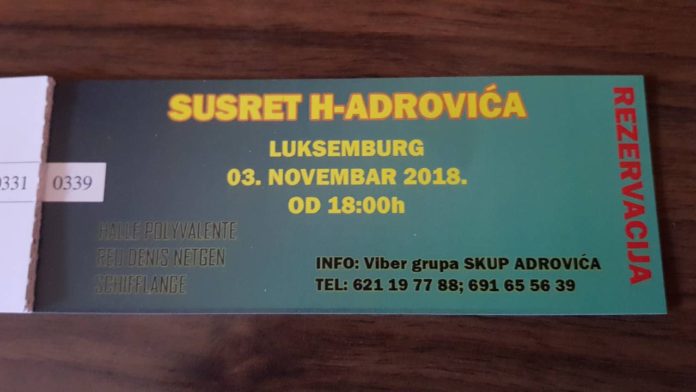 SUSRET H-ADROVIĆA
LUKSEMBURG
03. NOVEMBAR 2018.
OD 18:00h
0331
0339
HALLE POLYVALENTE
REU DENIS NETGEN
SCHIFFLANGE
INFO: Viber grupa SKUP ADROVIĆA
TEL: 621 19 77 88; 691 65 56 39
REZERVACIJA